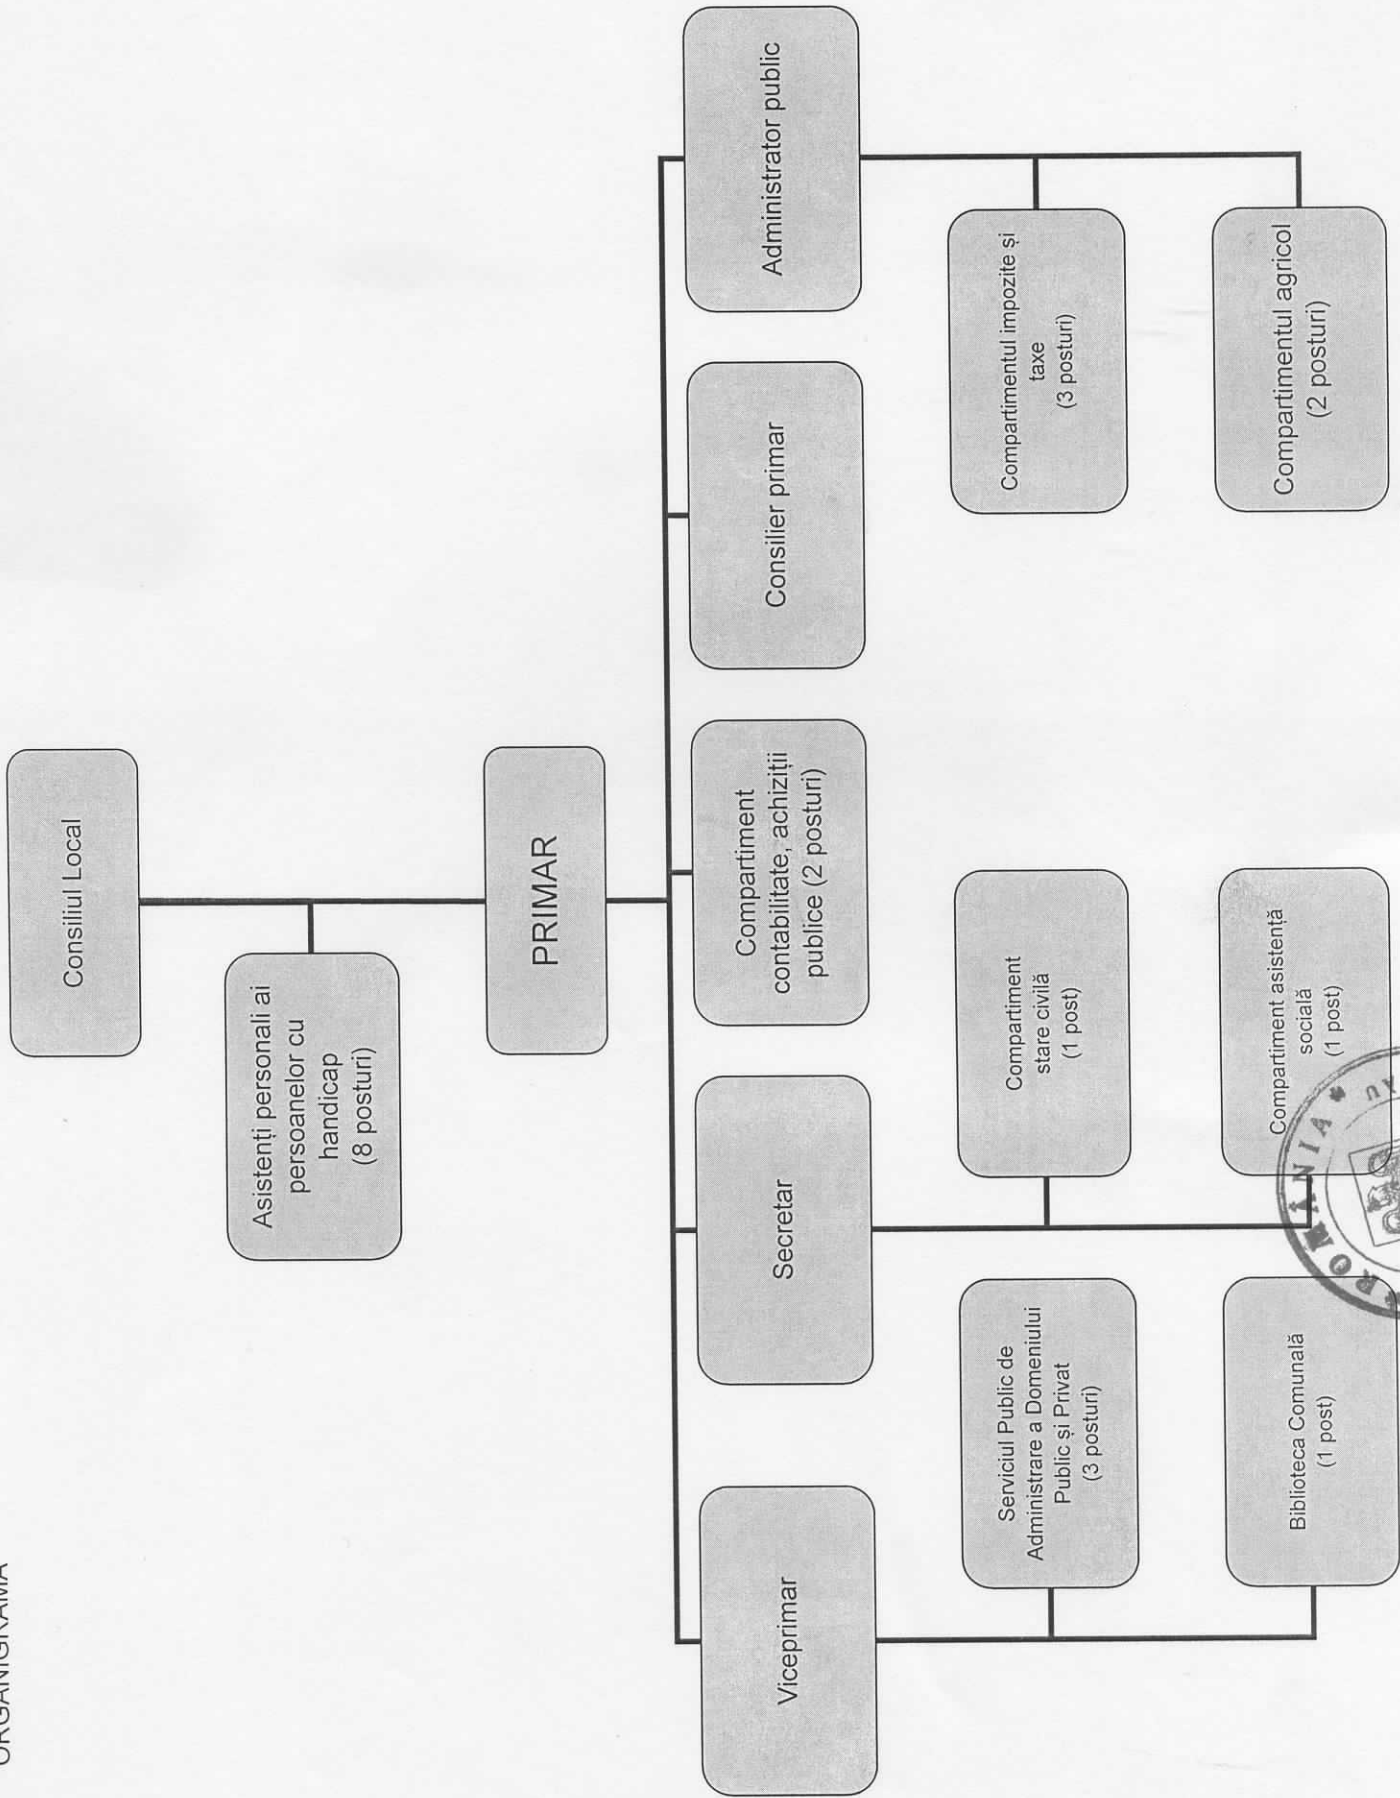 ORGANIGRAMA
Consiliul Local
Asistenți personali ai
persoanelor cu
handicap
(8 posturi)
PRIMAR
Viceprimar
Secretar
Compartiment
contabilitate, achiziții
publice (2 posturi)
Consilier primar
Administrator public
Serviciul Public de
Administrare a Domeniului
Public și Privat
(3 posturi)
Compartiment
stare civilă
(1 post)
Compartimentul impozite și
taxe
(3 posturi)
Biblioteca Comunală
(1 post)
Compartiment asistență
socială
(1 post)
Compartimentul agricol
(2 posturi)
ROMÂNIA